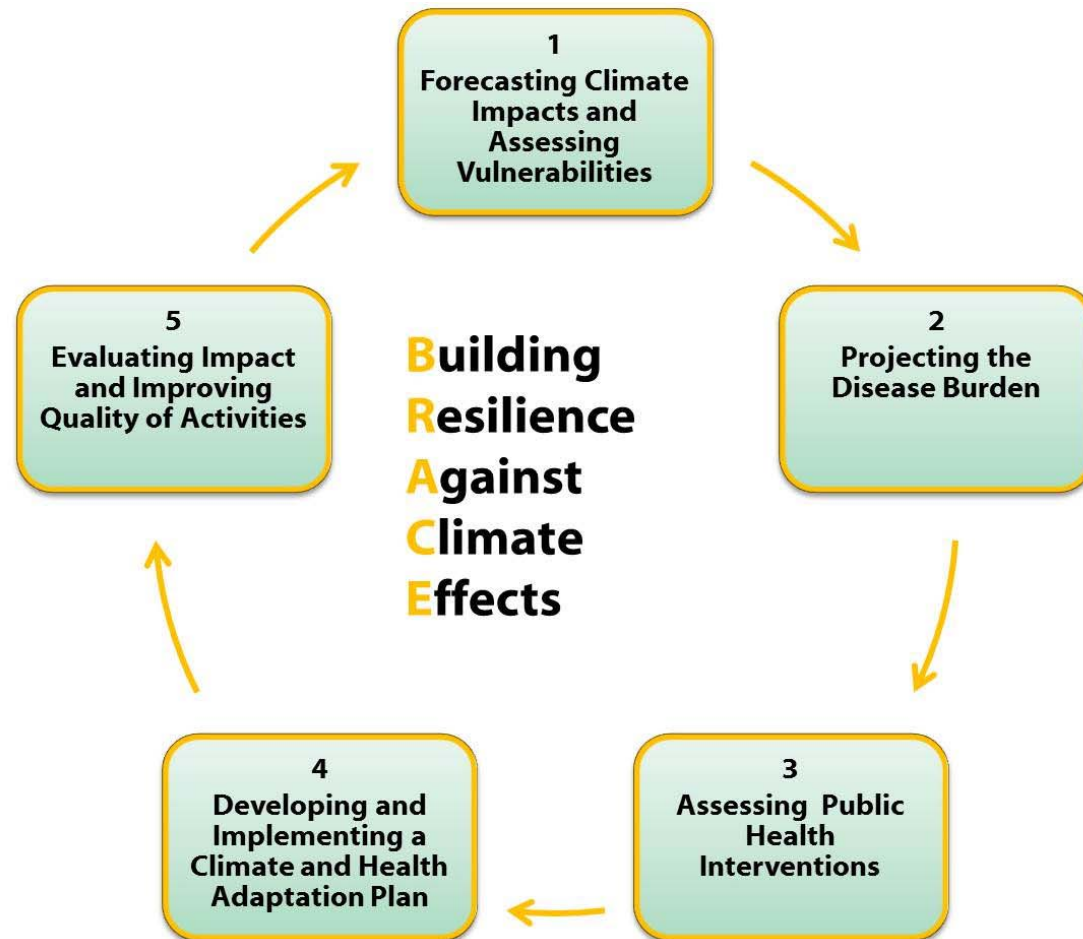 1
Forecasting Climate
Impacts and
Assessing
Vulnerabilities
2
Projecting the
Disease Burden
3
Assessing Public
Health
Interventions
4
Developing and
Implementing a
Climate and Health
Adaptation Plan
5
Evaluating Impact
and Improving
Quality of Activities
Building
Resilience
Against
Climate
Effects